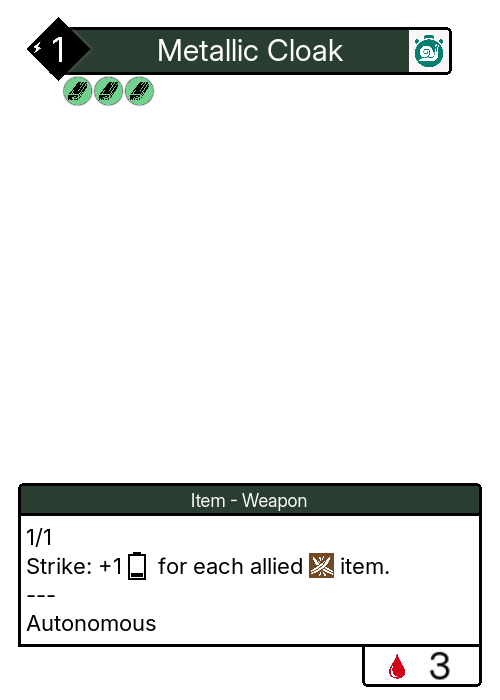 1
Metallic Cloak
Item - Weapon
1/1
Strike: +1 for each allied item.
---
Autonomous
3